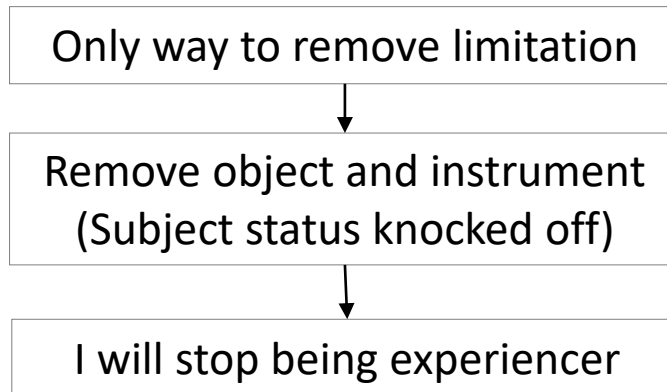 Only way to remove limitation
Remove object and instrument
(Subject status knocked off)
I will stop being experiencer